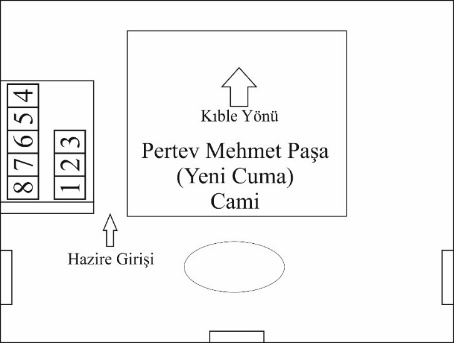 4
5
6 3
7 2
8 1
Kıble Yönü
Pertev Mehmet Paşa
(Yeni Cuma)
Cami
Hazire Girişi